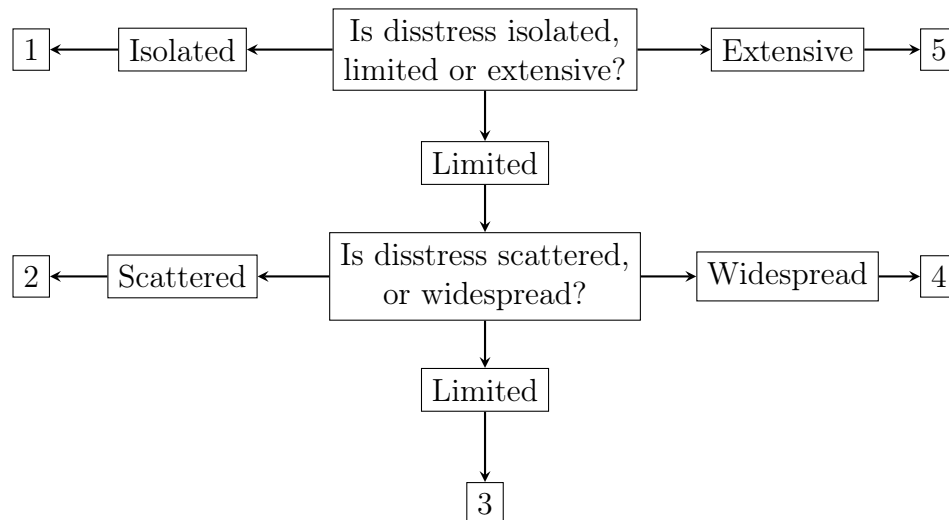 1
Isolated
Is disstress isolated,
limited or extensive?
Extensive
5
Limited
2
Scattered
Is disstress scattered,
or widespread?
Widespread
4
Limited
3